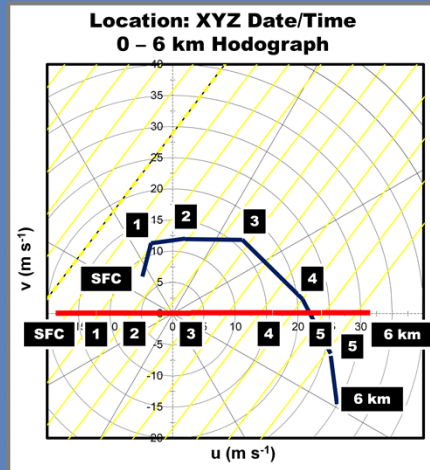 Location: XYZ Date/Time
0 – 6 km Hodograph
40
35
30
25
20
15
10
5
0
-5
-10
-15
-20
v (m s-1)
SFC
1
2
3
4
5
6 km
SFC 1 2 3 4 5 6 km
0 10 20 30
u (m s-1)